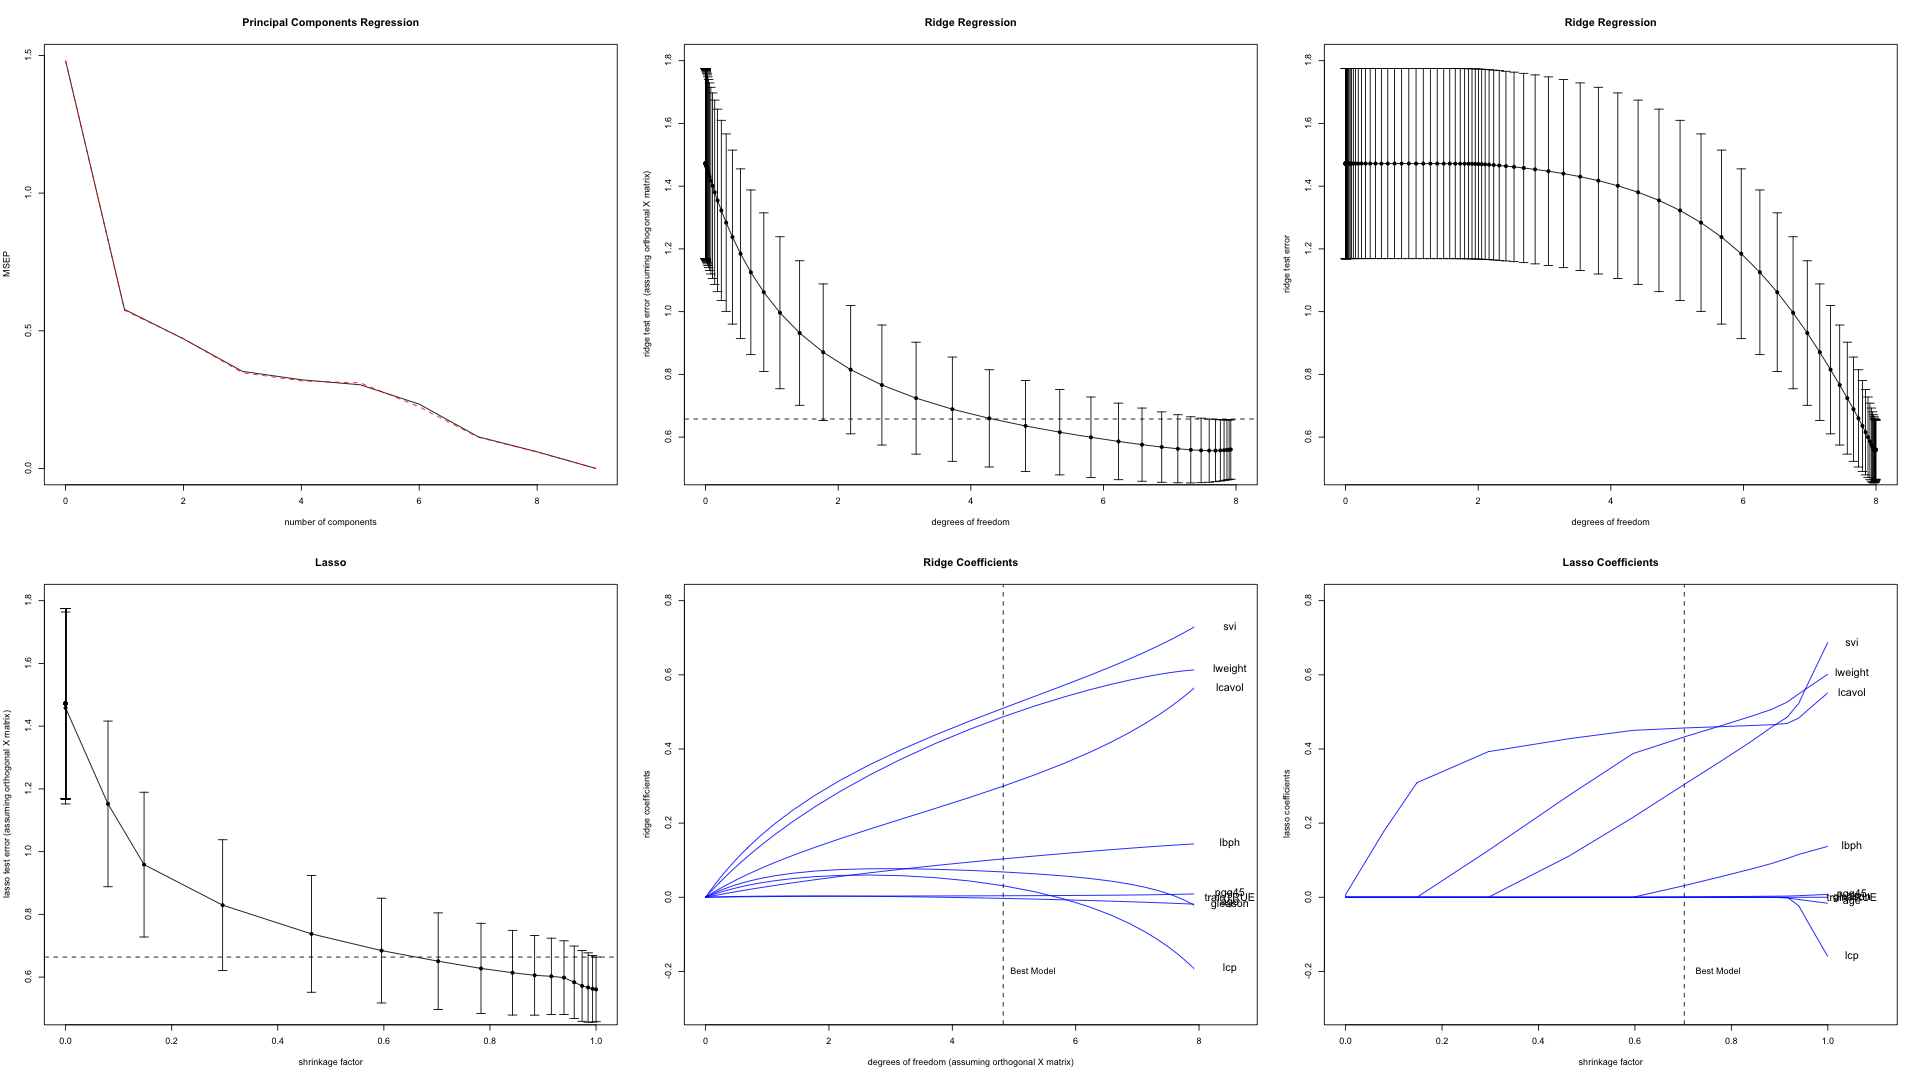 Principal Components Regression
MSEP
1.5
1.0
0.5
0.0
0 2 4 6 8
number of components
Ridge Regression
ridge test error (assuming orthogonal X matrix)
1.8
1.6
1.4
1.2
1.0
0.8
0.6
0 2 4 6 8
degrees of freedom
Ridge Regression
ridge test error
1.8
1.6
1.4
1.2
1.0
0.8
0.6
0 2 4 6 8
degrees of freedom
Lasso
lasso test error (assuming orthogonal X matrix)
1.8
1.6
1.4
1.2
1.0
0.8
0.6
0.0 0.2 0.4 0.6 0.8 1.0
shrinkage factor
Ridge Coefficients
ridge coefficients
0.8
0.6
0.4
0.2
0.0
-0.2
svi
lweight
lcavol
lbph
pgg45
trainTRUE
gleason
lcp
Best Model
0 2 4 6 8
degrees of freedom (assuming orthogonal X matrix)
Lasso Coefficients
lasso coefficients
0.8
0.6
0.4
0.2
0.0
-0.2
svi
lweight
lcavol
lbph
pgg45
trainTRUE
age
lcp
Best Model
0.0 0.2 0.4 0.6 0.8 1.0
shrinkage factor